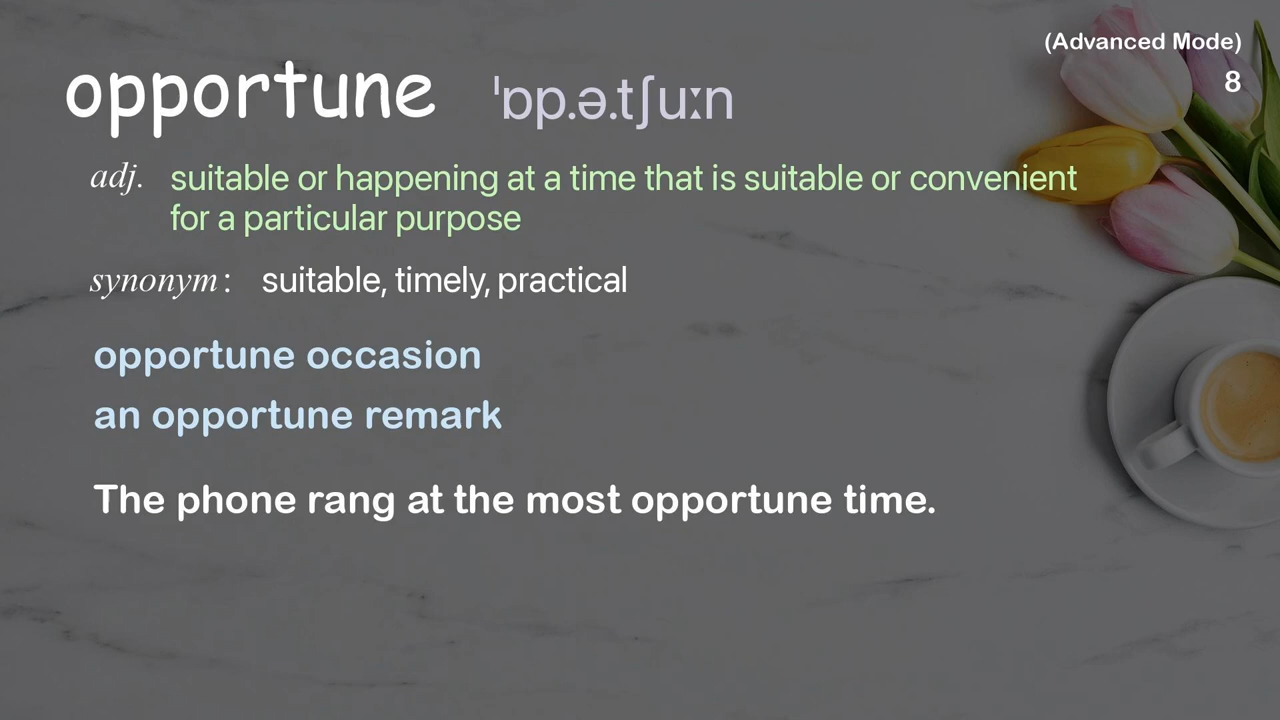 (Advanced Mode)
8
opportune ˈɒp.ə.tʃuːn
adj. suitable or happening at a time that is suitable or convenient
for a particular purpose
synonym: suitable, timely, practical
opportune occasion
an opportune remark
The phone rang at the most opportune time.